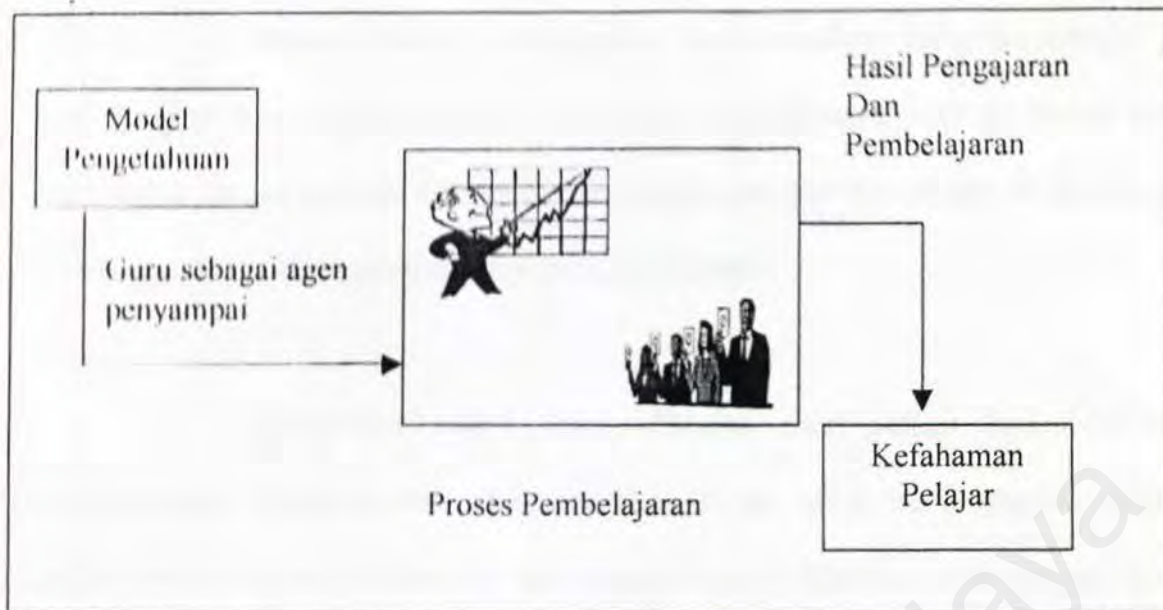 Model
Pengetahuan
Guru sebagai agen
penyampai
Proses Pembelajaran
Hasil Pengajaran
Dan
Pembelajaran
Kefahaman
Pelajar